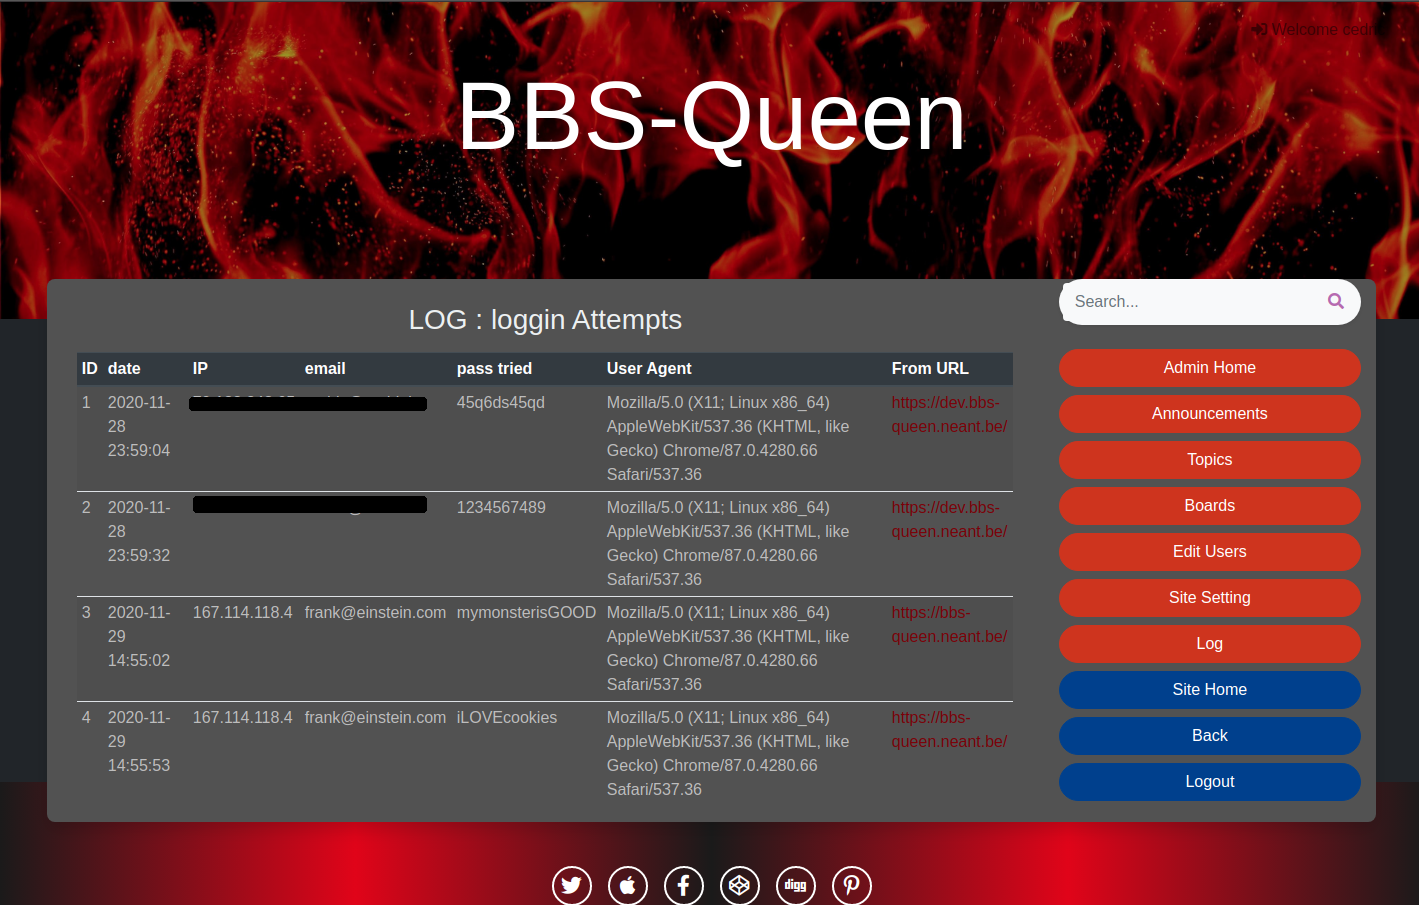 Welcome
BBS-Queen
Search...
LOG : loggin Attempts
ID date IP email pass tried User Agent From URL
1 2020-11- 45q6ds45qd Mozilla/5.0 (X11; Linux x86_64) https://dev.bbs-
28 AppleWebKit/537.36 (KHTML, like queen.neant.be/
23:59:04 Gecko) Chrome/87.0.4280.66
Safari/537.36
2 2020-11- 1234567489 Mozilla/5.0 (X11; Linux x86_64) https://dev.bbs-
28 AppleWebKit/537.36 (KHTML, like queen.neant.be/
23:59:32 Gecko) Chrome/87.0.4280.66
Safari/537.36
3 2020-11- 167.114.118.4 frank@einstein.com mymonsterisGOOD Mozilla/5.0 (X11; Linux x86_64) https://bbs-
29 AppleWebKit/537.36 (KHTML, like queen.neant.be/
14:55:02 Gecko) Chrome/87.0.4280.66
Safari/537.36
4 2020-11- 167.114.118.4 frank@einstein.com iLOVEcookies Mozilla/5.0 (X11; Linux x86_64) https://bbs-
29 AppleWebKit/537.36 (KHTML, like queen.neant.be/
14:55:53 Gecko) Chrome/87.0.4280.66
Safari/537.36
Admin Home
Announcements
Topics
Boards
Edit Users
Site Setting
Log
Site Home
Back
Logout
digg